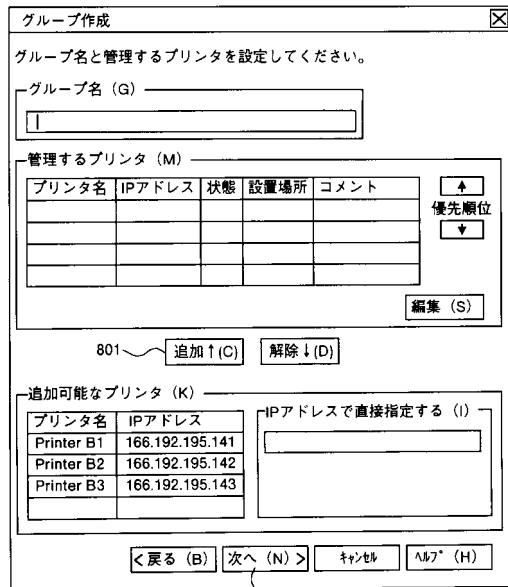 グループ作成
グループ名と管理するプリンタを設定してください。
グループ名 (G)
管理するプリンタ (M)
プリンタ名 IPアドレス 状態 設置場所 コメント
優先順位
編集 (S)
801 追加↑(C) 解除↓(D)
追加可能なプリンタ (K)
プリンタ名 IPアドレス
Printer B1 166.192.195.141
Printer B2 166.192.195.142
Printer B3 166.192.195.143
IPアドレスで直接指定する (I)
<戻る (B) 次へ (N) > ｷｬﾝｾﾙ ﾍﾙﾌﾟ (H)